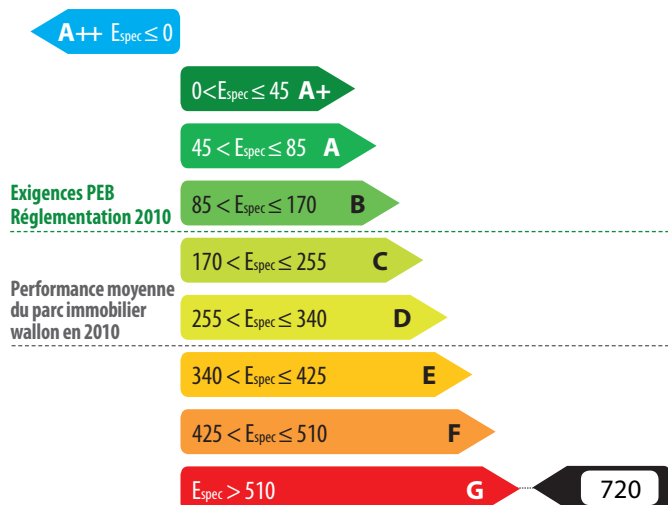 A++ Espec ≤ 0
0<Espec ≤ 45 A+
45 < Espec ≤ 85 A
Exigences PEB
Réglementation 2010
85 < Espec ≤ 170 B
170 < Espec ≤ 255 C
Performance moyenne
du parc immobilier
wallon en 2010
255 < Espec ≤ 340 D
340 < Espec ≤ 425 E
425 < Espec ≤ 510 F
Espec > 510 G 720